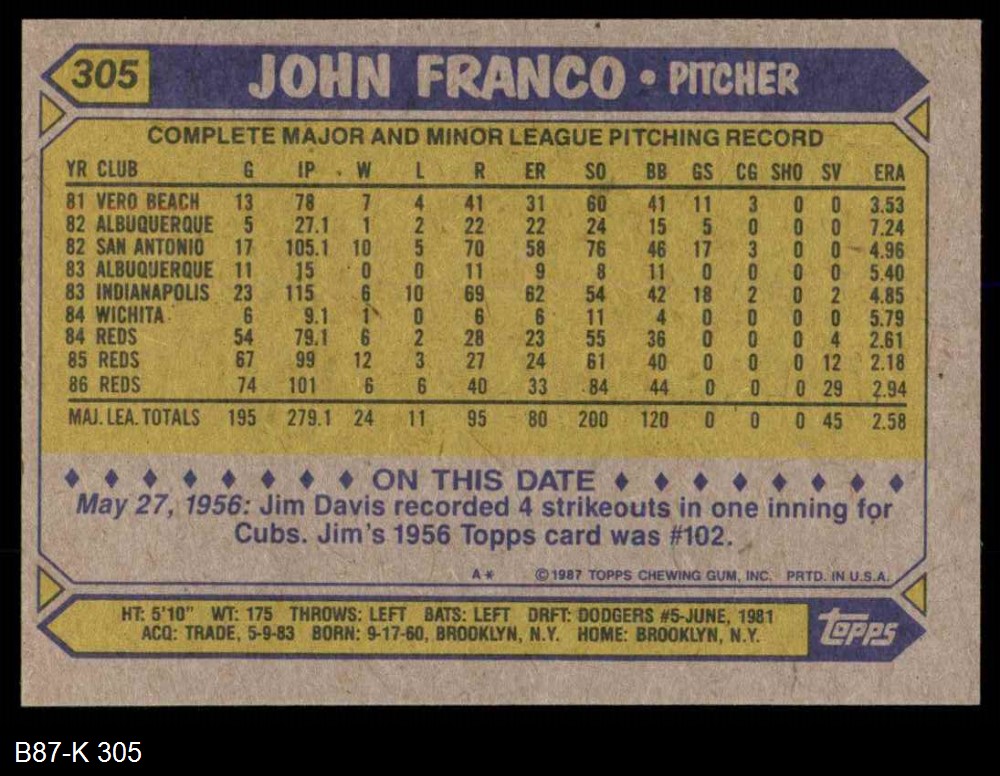 305 JOHN FRANCO • PITCHER
COMPLETE MAJOR AND MINOR LEAGUE PITCHING RECORD
YR CLUB G IP W L R ER SO BB GS CG SHO SV ERA
81 VERO BEACH 13 78 7 4 41 31 60 41 11 3 0 0 3.53
82 ALBUQUERQUE 5 27.1 1 2 22 22 24 15 5 0 0 0 7.24
82 SAN ANTONIO 17 105.1 10 5 70 58 76 46 17 3 0 0 4.96
83 ALBUQUERQUE 11 15 0 0 11 9 8 11 0 0 0 0 5.40
83 INDIANAPOLIS 23 115 6 10 69 62 54 42 18 2 0 2 4.85
84 WICHITA 6 9.1 1 0 6 6 11 4 0 0 0 0 5.79
84 REDS 54 79.1 6 2 28 23 55 36 0 0 0 4 2.61
85 REDS 67 99 12 3 27 24 61 40 0 0 0 12 2.18
86 REDS 74 101 6 6 40 33 84 44 0 0 0 29 2.94
MAJ. LEA. TOTALS 195 279.1 24 11 95 80 200 120 0 0 0 45 2.58
ON THIS DATE
May 27, 1956: Jim Davis recorded 4 strikeouts in one inning for
Cubs. Jim's 1956 Topps card was #102.
A* ©1987 TOPPS CHEWING GUM, INC. PRTD. IN U.S.A.
HT: 5'10" WT: 175 THROWS: LEFT BATS: LEFT DRFT: DODGERS #5-JUNE, 1981
ACQ: TRADE, 5-9-83 BORN: 9-17-60, BROOKLYN, N.Y. HOME: BROOKLYN, N.Y.
TOPPS
B87-K 305